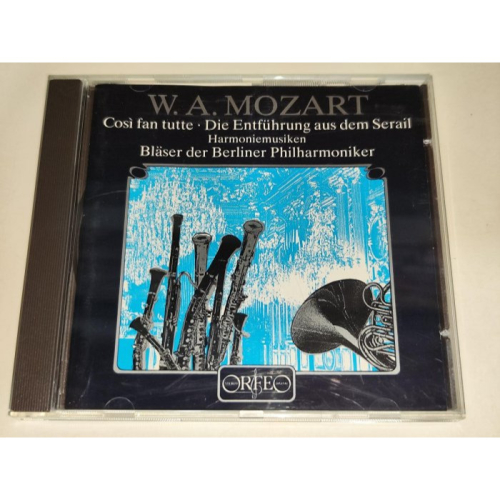 W. A. MOZART
Così fan tutte · Die Entführung aus dem Serail
Harmoniemusiken
Bläser der Berliner Philharmoniker
ORFEO